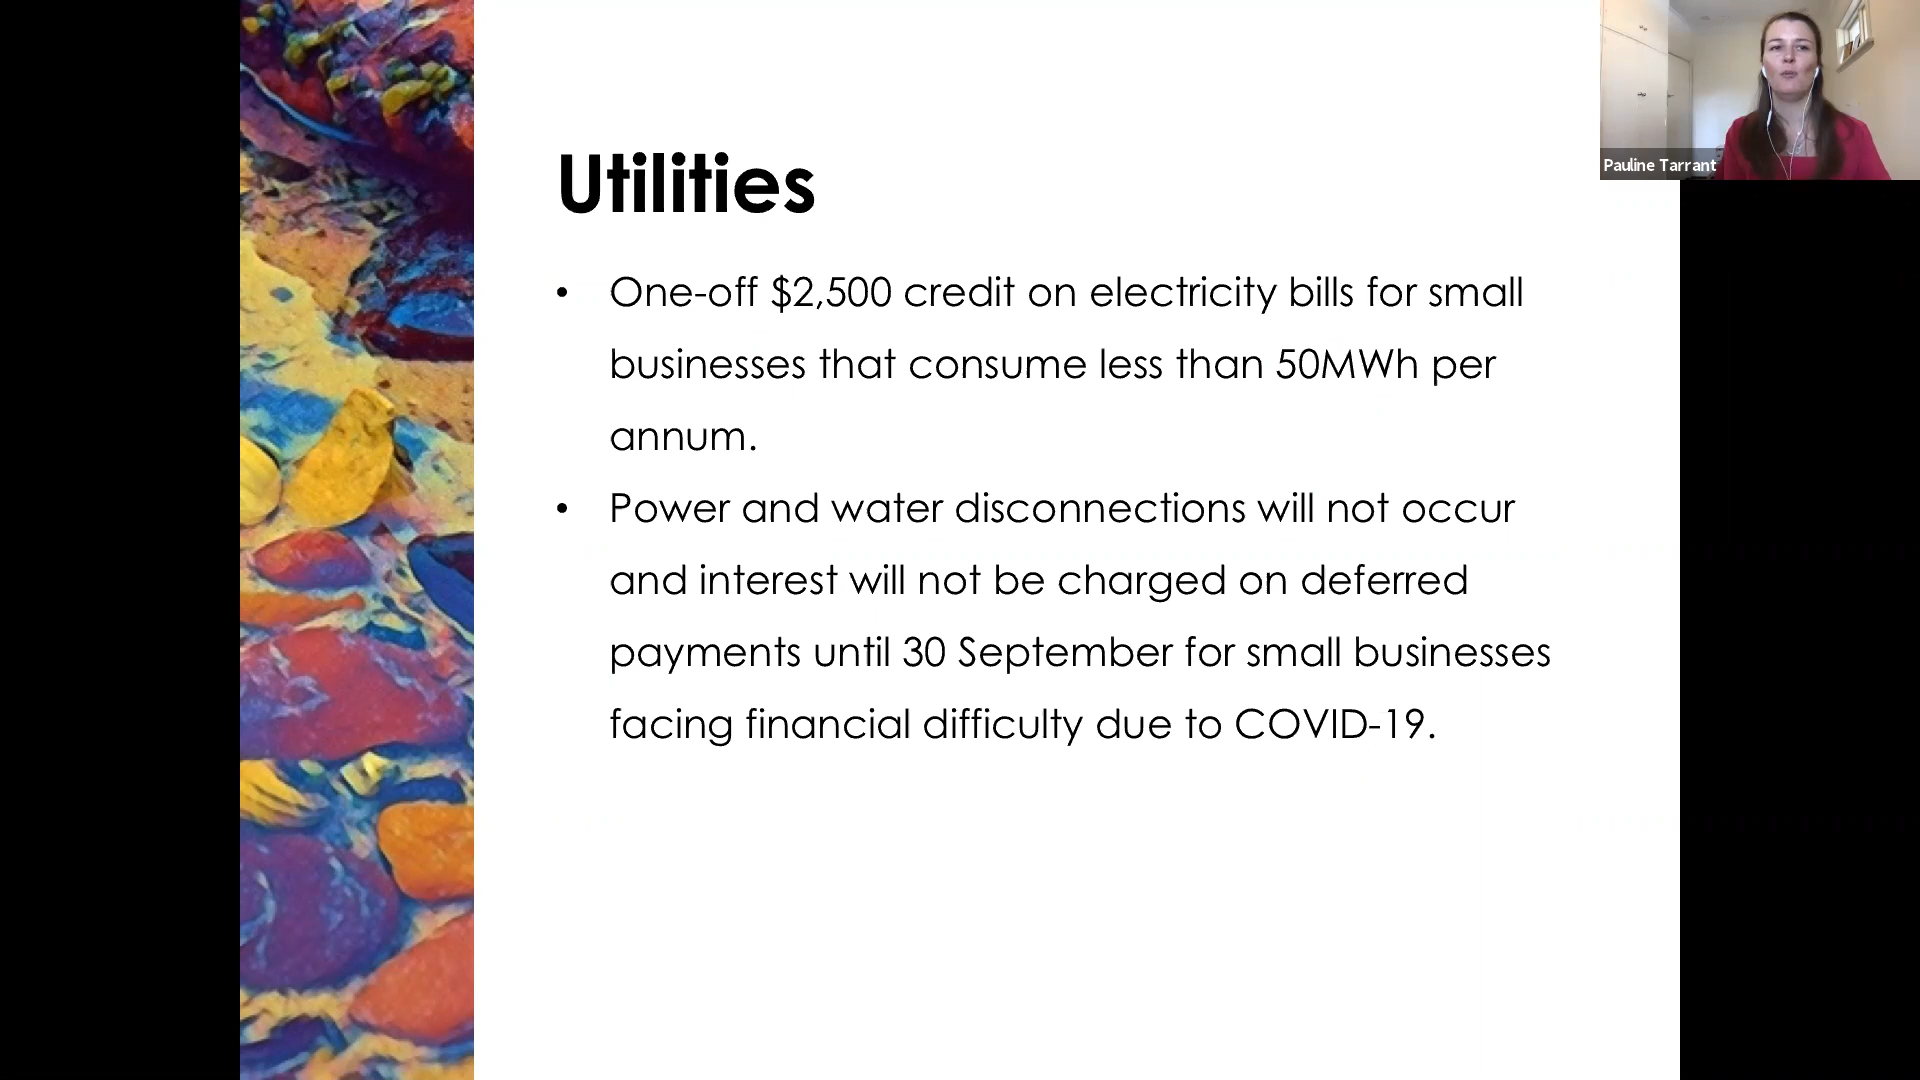 Utilities
• One-off $2,500 credit on electricity bills for small
businesses that consume less than 50MWh per
annum.
• Power and water disconnections will not occur
and interest will not be charged on deferred
payments until 30 September for small businesses
facing financial difficulty due to COVID-19.
Pauline Tarrant